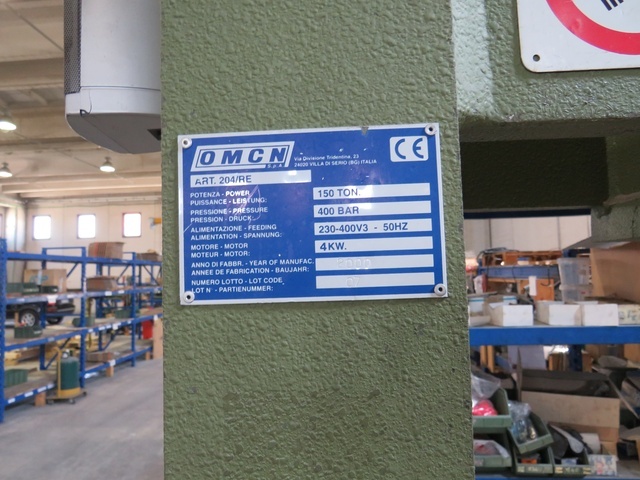 OMCN S.p.A.
Via Divisione Tridentina, 23
24020 VILLA DI SERIO (BG) ITALIA
CE
ART. 204/RE
POTENZA - POWER
PUISSANCE - LEISTUNG: 150 TON.
PRESSIONE - PRESSURE
PRESSION - DRUCK: 400 BAR
ALIMENTAZIONE - FEEDING
ALIMENTATION - SPANNUNG: 230-400V3 - 50HZ
MOTORE - MOTOR
MOTEUR - MOTOR: 4KW.
ANNO DI FABBR. - YEAR OF MANUFAC.
ANNEE DE FABRICATION - BAUJAHR:
NUMERO LOTTO - LOT CODE
LOT N° - PARTIENUMMER: